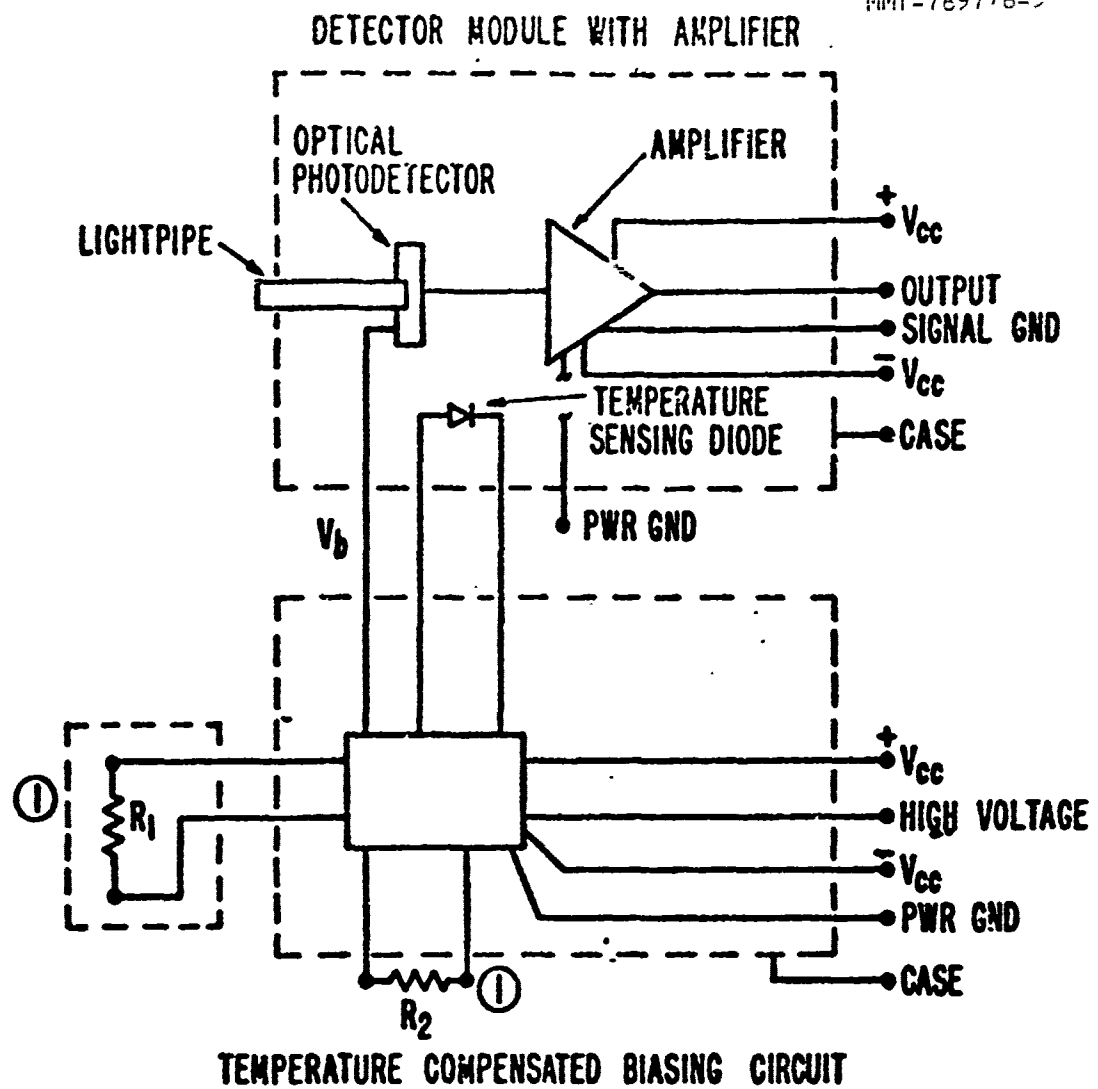 DETECTOR MODULE WITH AMPLIFIER
OPTICAL
PHOTODETECTOR
AMPLIFIER
LIGHTPIPE
+
Vcc
OUTPUT
SIGNAL GND
-
Vcc
TEMPERATURE
SENSING DIODE
CASE
PWR GND
Vb
+
Vcc
1
R1
HIGH VOLTAGE
-
Vcc
PWR GND
R2
1
CASE
TEMPERATURE COMPENSATED BIASING CIRCUIT